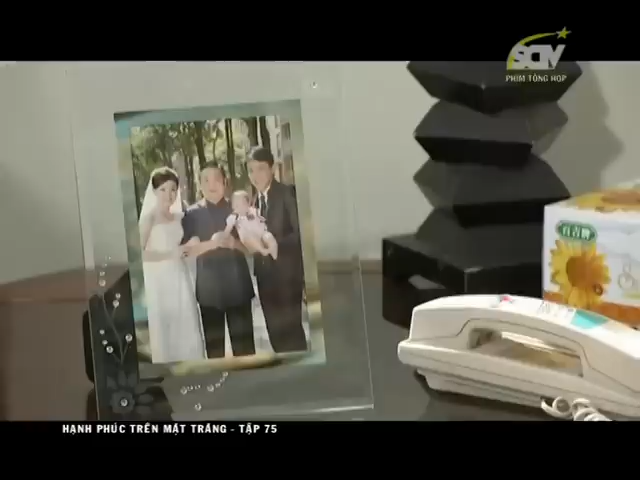 SCTV
PHIM TỔNG HỢP
HẠNH PHÚC TRÊN MẶT TRĂNG - TẬP 75